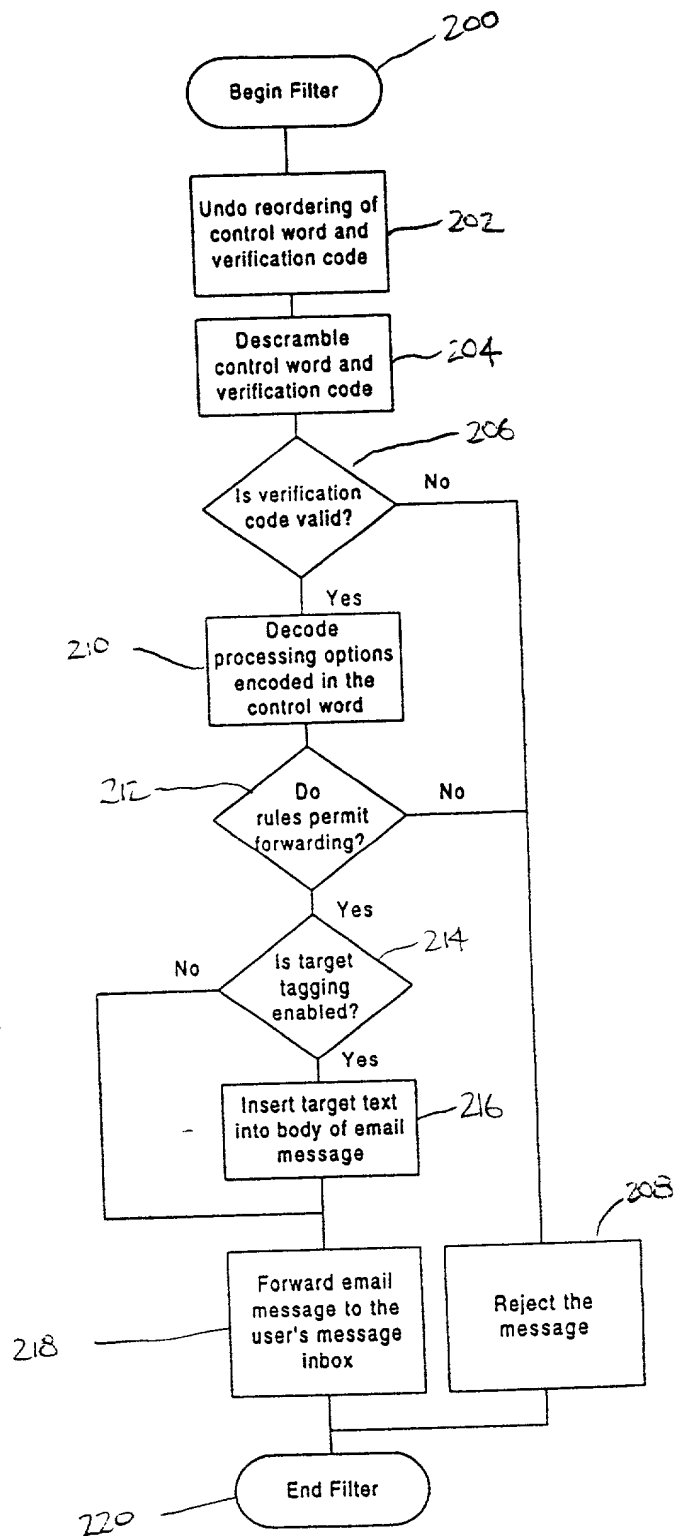 200
Begin Filter
Undo reordering of
control word and
verification code
202
Descramble
control word and
verification code
204
206
Is verification
code valid?
No
Yes
210
Decode
processing options
encoded in the
control word
212
Do
rules permit
forwarding?
No
Yes
214
No
Is target
tagging
enabled?
Yes
Insert target text
into body of email
message
216
208
Forward email
message to the
user's message
inbox
218
Reject the
message
End Filter
220